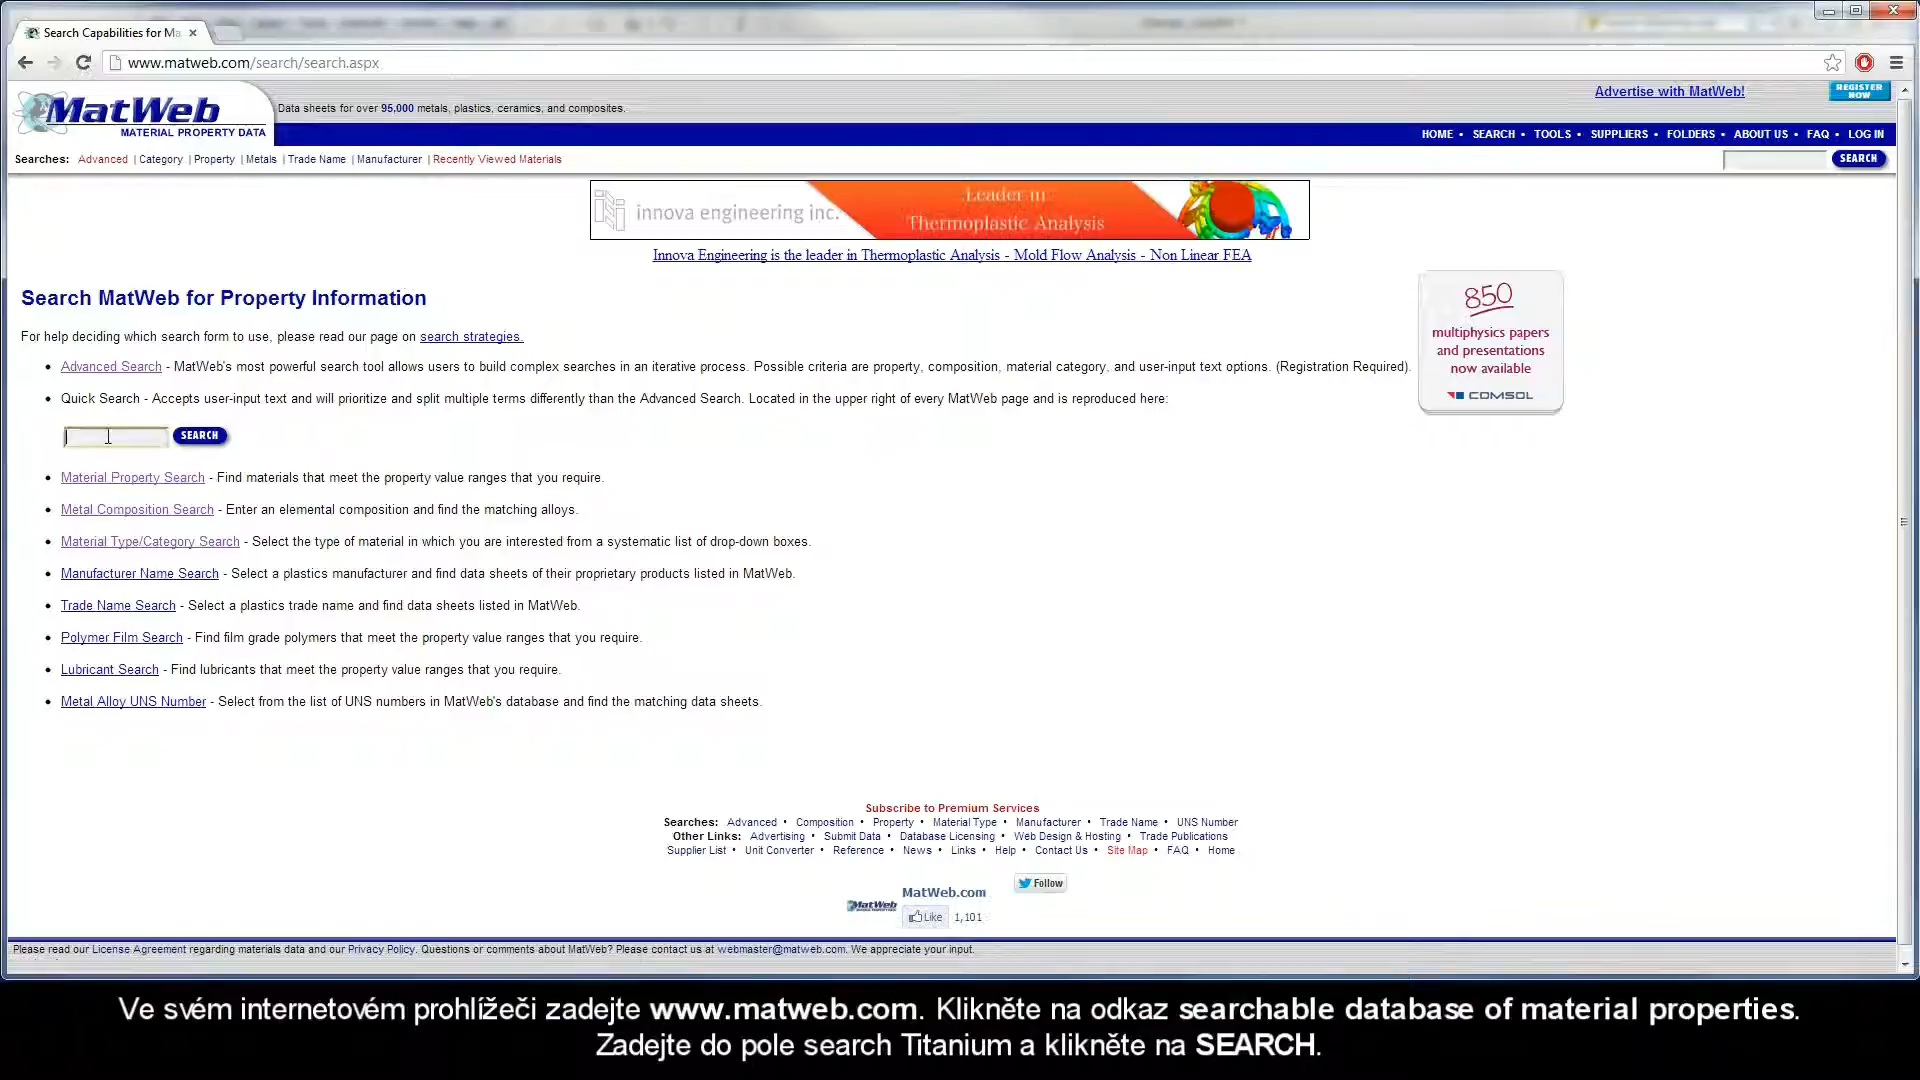 Search Capabilities for Ma
www.matweb.com/search/search.aspx
MatWeb
MATERIAL PROPERTY DATA
Data sheets for over 95,000 metals, plastics, ceramics, and composites.
Advertise with MatWeb!
REGISTER NOW
HOME • SEARCH • TOOLS • SUPPLIERS • FOLDERS • ABOUT US • FAQ • LOG IN
Searches: Advanced | Category | Property | Metals | Trade Name | Manufacturer | Recently Viewed Materials
SEARCH
innova engineering inc.
Leader in
Thermoplastic Analysis
Innova Engineering is the leader in Thermoplastic Analysis - Mold Flow Analysis - Non Linear FEA
Search MatWeb for Property Information
850
multiphysics papers
and presentations
now available
COMSOL
For help deciding which search form to use, please read our page on search strategies.
• Advanced Search - MatWeb's most powerful search tool allows users to build complex searches in an iterative process. Possible criteria are property, composition, material category, and user-input text options. (Registration Required).
• Quick Search - Accepts user-input text and will prioritize and split multiple terms differently than the Advanced Search. Located in the upper right of every MatWeb page and is reproduced here:
SEARCH
• Material Property Search - Find materials that meet the property value ranges that you require.
• Metal Composition Search - Enter an elemental composition and find the matching alloys.
• Material Type/Category Search - Select the type of material in which you are interested from a systematic list of drop-down boxes.
• Manufacturer Name Search - Select a plastics manufacturer and find data sheets of their proprietary products listed in MatWeb.
• Trade Name Search - Select a plastics trade name and find data sheets listed in MatWeb.
• Polymer Film Search - Find film grade polymers that meet the property value ranges that you require.
• Lubricant Search - Find lubricants that meet the property value ranges that you require.
• Metal Alloy UNS Number - Select from the list of UNS numbers in MatWeb's database and find the matching data sheets.
Subscribe to Premium Services
Searches: Advanced • Composition • Property • Material Type • Manufacturer • Trade Name • UNS Number
Other Links: Advertising • Submit Data • Database Licensing • Web Design & Hosting • Trade Publications
Supplier List • Unit Converter • Reference • News • Links • Help • Contact Us • Site Map • FAQ • Home
MatWeb
MatWeb.com
Follow
Like 1,101
Please read our License Agreement regarding materials data and our Privacy Policy. Questions or comments about MatWeb? Please contact us at webmaster@matweb.com. We appreciate your input.
Ve svém internetovém prohlížeči zadejte www.matweb.com. Klikněte na odkaz searchable database of material properties.
Zadejte do pole search Titanium a klikněte na SEARCH.